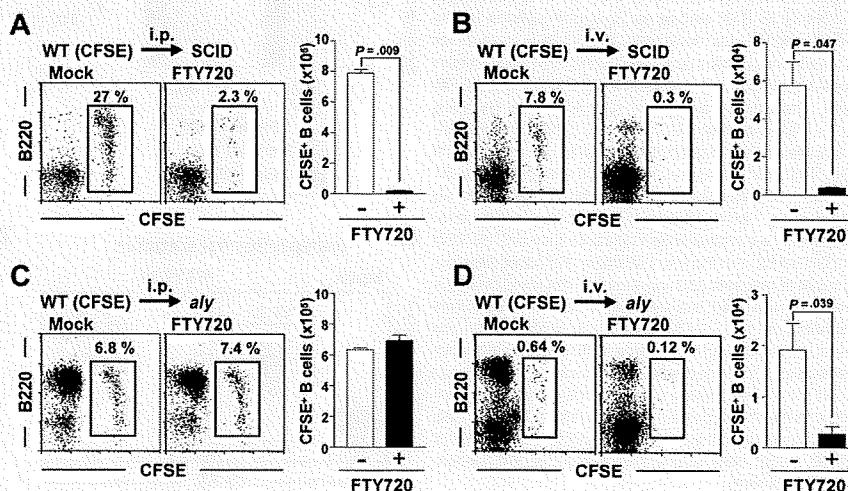 A
WT (CFSE) i.p. SCID
Mock FTY720
27 % 2.3 %
B220
CFSE
CFSE+ B cells (x10⁵)
10
8
6
4
2
0
P = .009
- +
FTY720
B
WT (CFSE) i.v. SCID
Mock FTY720
7.8 % 0.3 %
B220
CFSE
CFSE+ B cells (x10⁴)
8
6
4
2
0
P = .047
- +
FTY720
C
WT (CFSE) i.p. aly
Mock FTY720
6.8 % 7.4 %
B220
CFSE
CFSE+ B cells (x10⁵)
10
8
6
4
2
0
- +
FTY720
D
WT (CFSE) i.v. aly
Mock FTY720
0.64 % 0.12 %
B220
CFSE
CFSE+ B cells (x10⁴)
3
2
1
0
P = .039
- +
FTY720